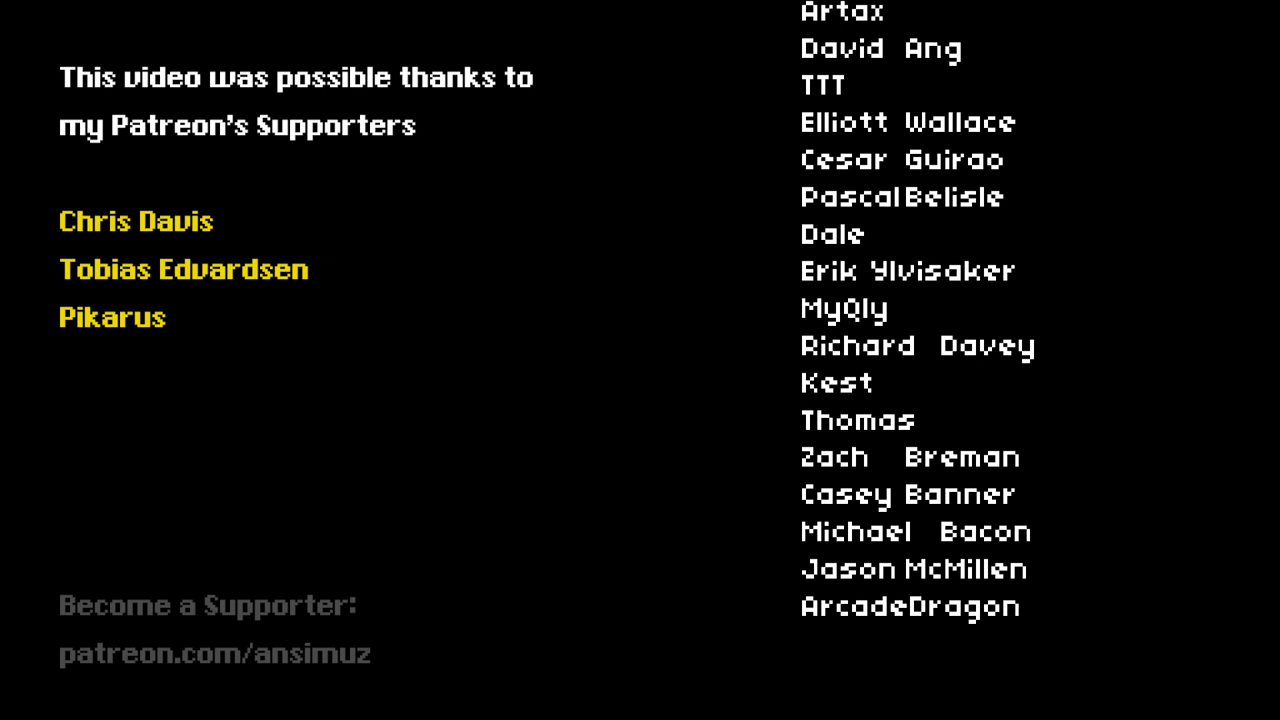 This video was possible thanks to
my Patreon's Supporters
Chris Davis
Tobias Edvardsen
Pikarus
Become a Supporter:
patreon.com/ansimuz
Artax
David Ang
TTT
Elliott Wallace
Cesar Guirao
Pascal Belisle
Dale
Erik Ylvisaker
MyQly
Richard Davey
Kest
Thomas
Zach Breman
Casey Banner
Michael Bacon
Jason McMillen
ArcadeDragon